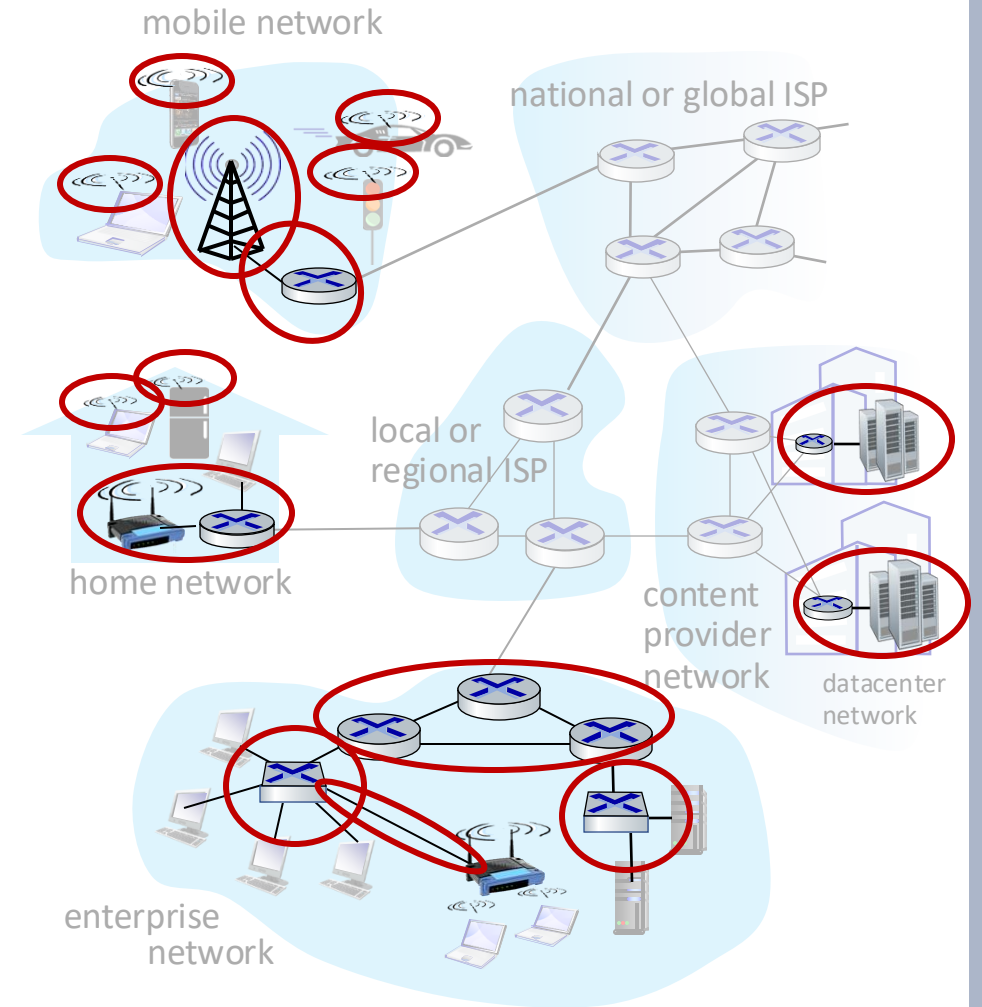 mobile network
national or global ISP
local or
regional ISP
home network
content
provider
network
datacenter
network
enterprise
network